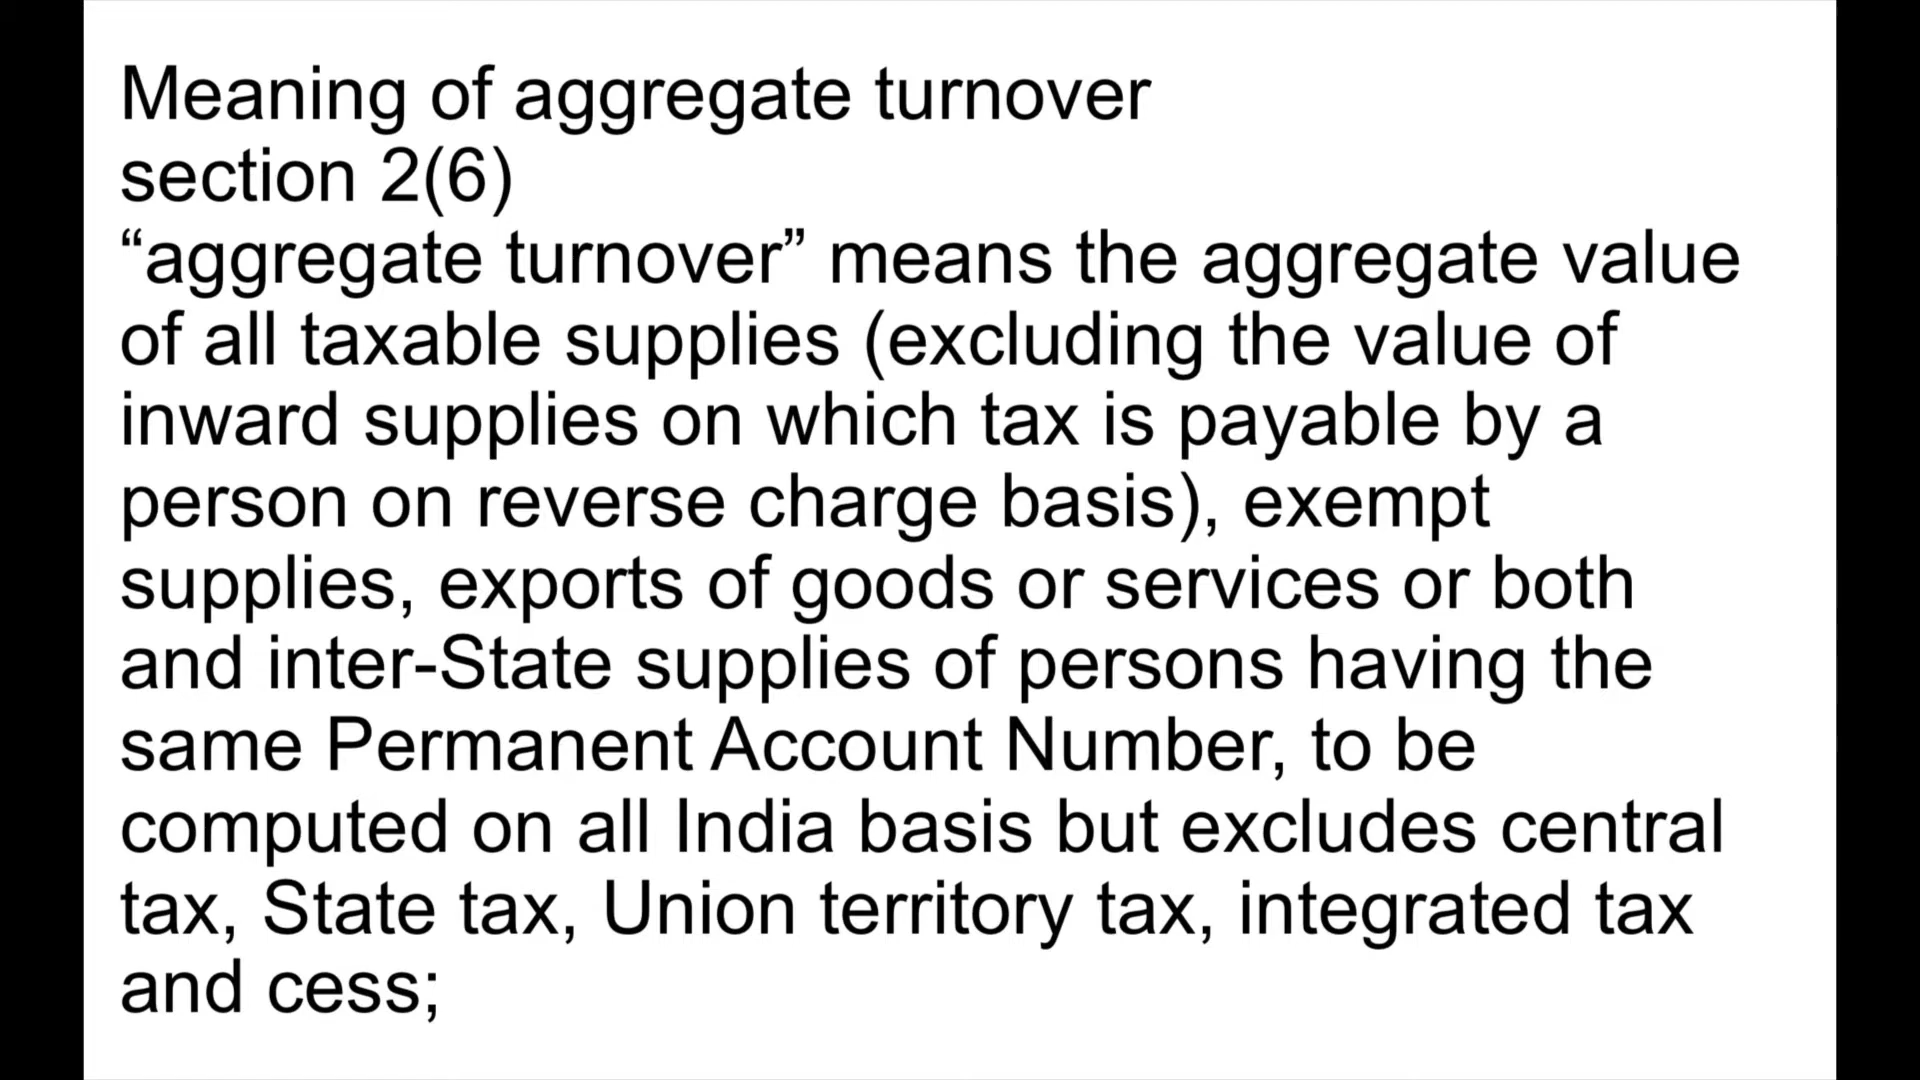 Meaning of aggregate turnover
section 2(6)
“aggregate turnover” means the aggregate value
of all taxable supplies (excluding the value of
inward supplies on which tax is payable by a
person on reverse charge basis), exempt
supplies, exports of goods or services or both
and inter-State supplies of persons having the
same Permanent Account Number, to be
computed on all India basis but excludes central
tax, State tax, Union territory tax, integrated tax
and cess;